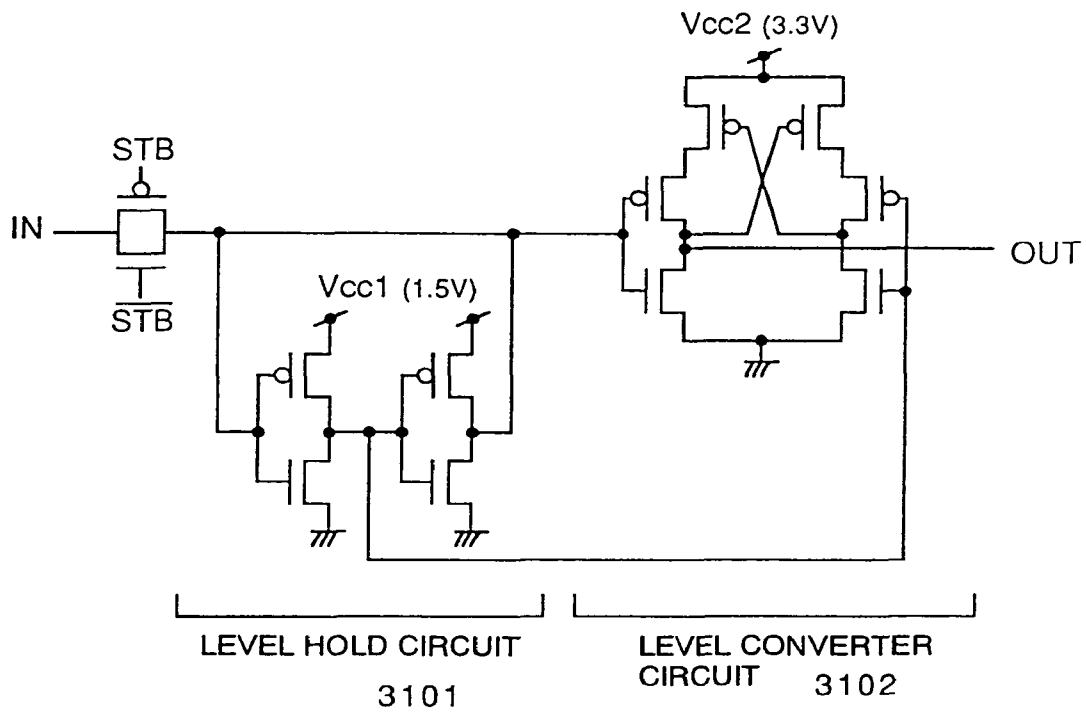 Vcc2 (3.3V)
STB
IN
STB
Vcc1 (1.5V)
OUT
LEVEL HOLD CIRCUIT
3101
LEVEL CONVERTER
CIRCUIT 3102